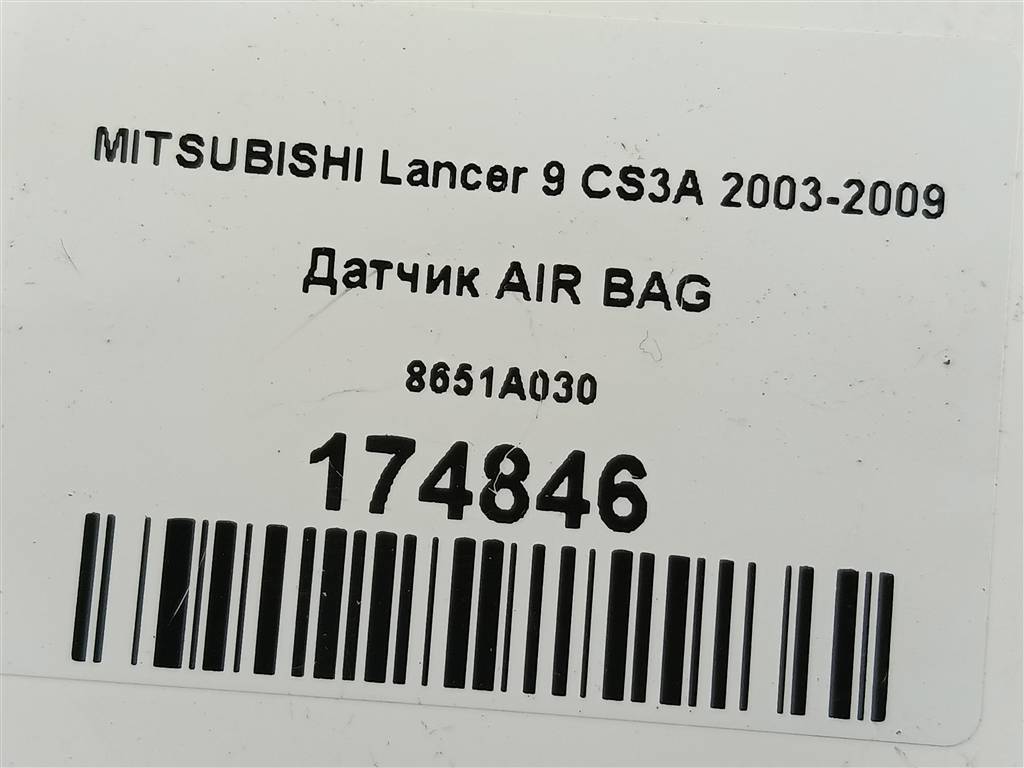 MITSUBISHI Lancer 9 CS3A 2003-2009
Датчик AIR BAG
8651A030
174846